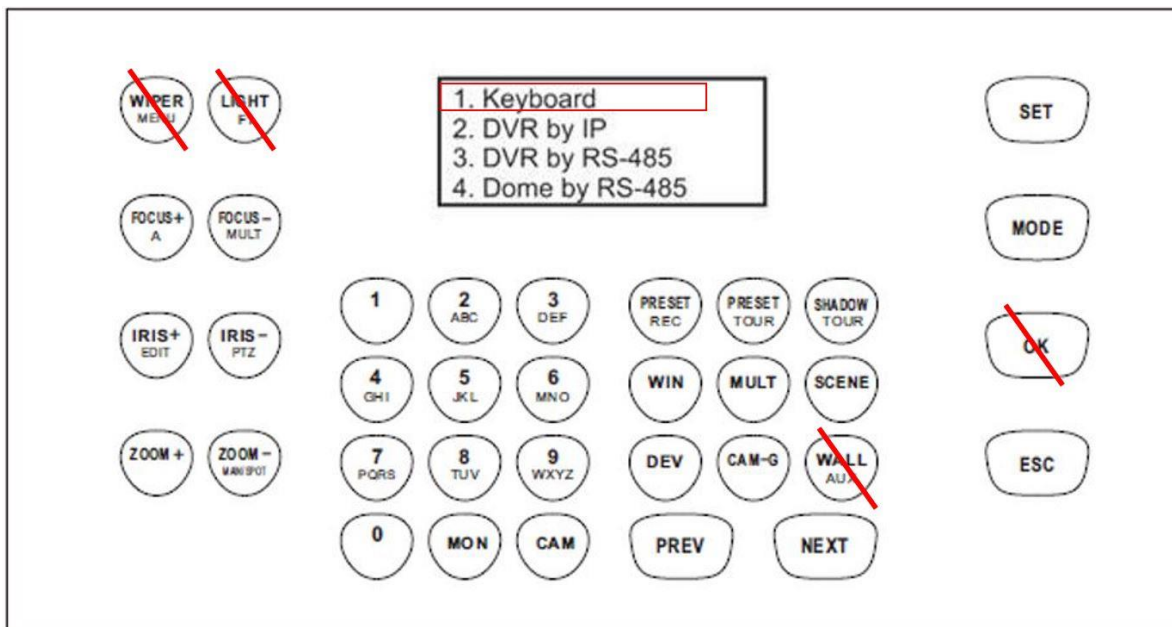 WIPER
MENU
LIGHT
1. Keyboard
2. DVR by IP
3. DVR by RS-485
4. Dome by RS-485
SET
FOCUS+
A
FOCUS-
MULT
MODE
1
2
ABC
3
DEF
PRESET
REC
PRESET
TOUR
SHADOW
TOUR
IRIS+
EDIT
IRIS-
PTZ
OK
4
GHI
5
JKL
6
MNO
WIN
MULT
SCENE
ZOOM+
ZOOM-
MAIN/SPOT
7
PQRS
8
TUV
9
WXYZ
DEV
CAM-G
WALL
AUX
ESC
0
MON
CAM
PREV
NEXT